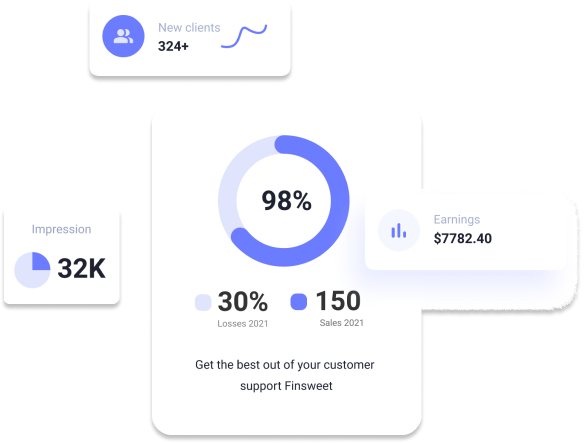 New clients
324+
98%
Earnings
$7782.40
Impression
32K
30%
Losses 2021
150
Sales 2021
Get the best out of your customer
support Finsweet